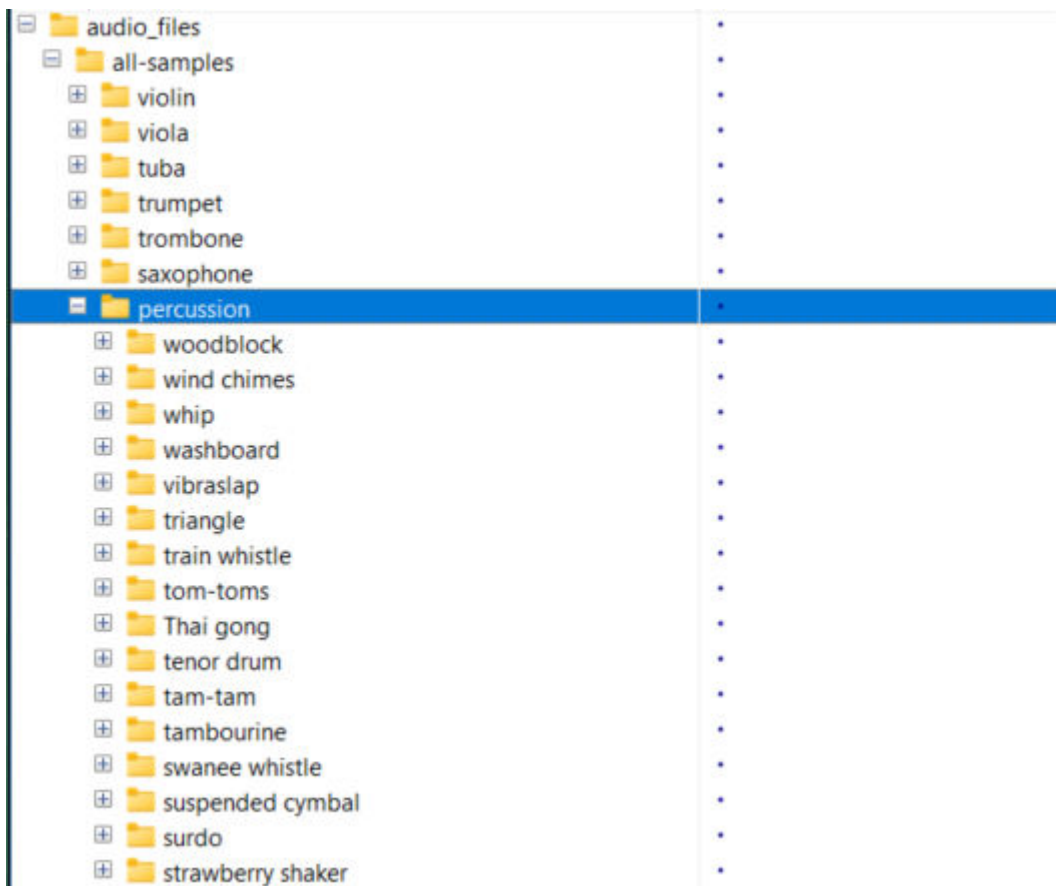 audio_files
all-samples
violin
viola
tuba
trumpet
trombone
saxophone
percussion
woodblock
wind chimes
whip
washboard
vibraslap
triangle
train whistle
tom-toms
Thai gong
tenor drum
tam-tam
tambourine
swanee whistle
suspended cymbal
surdo
strawberry shaker